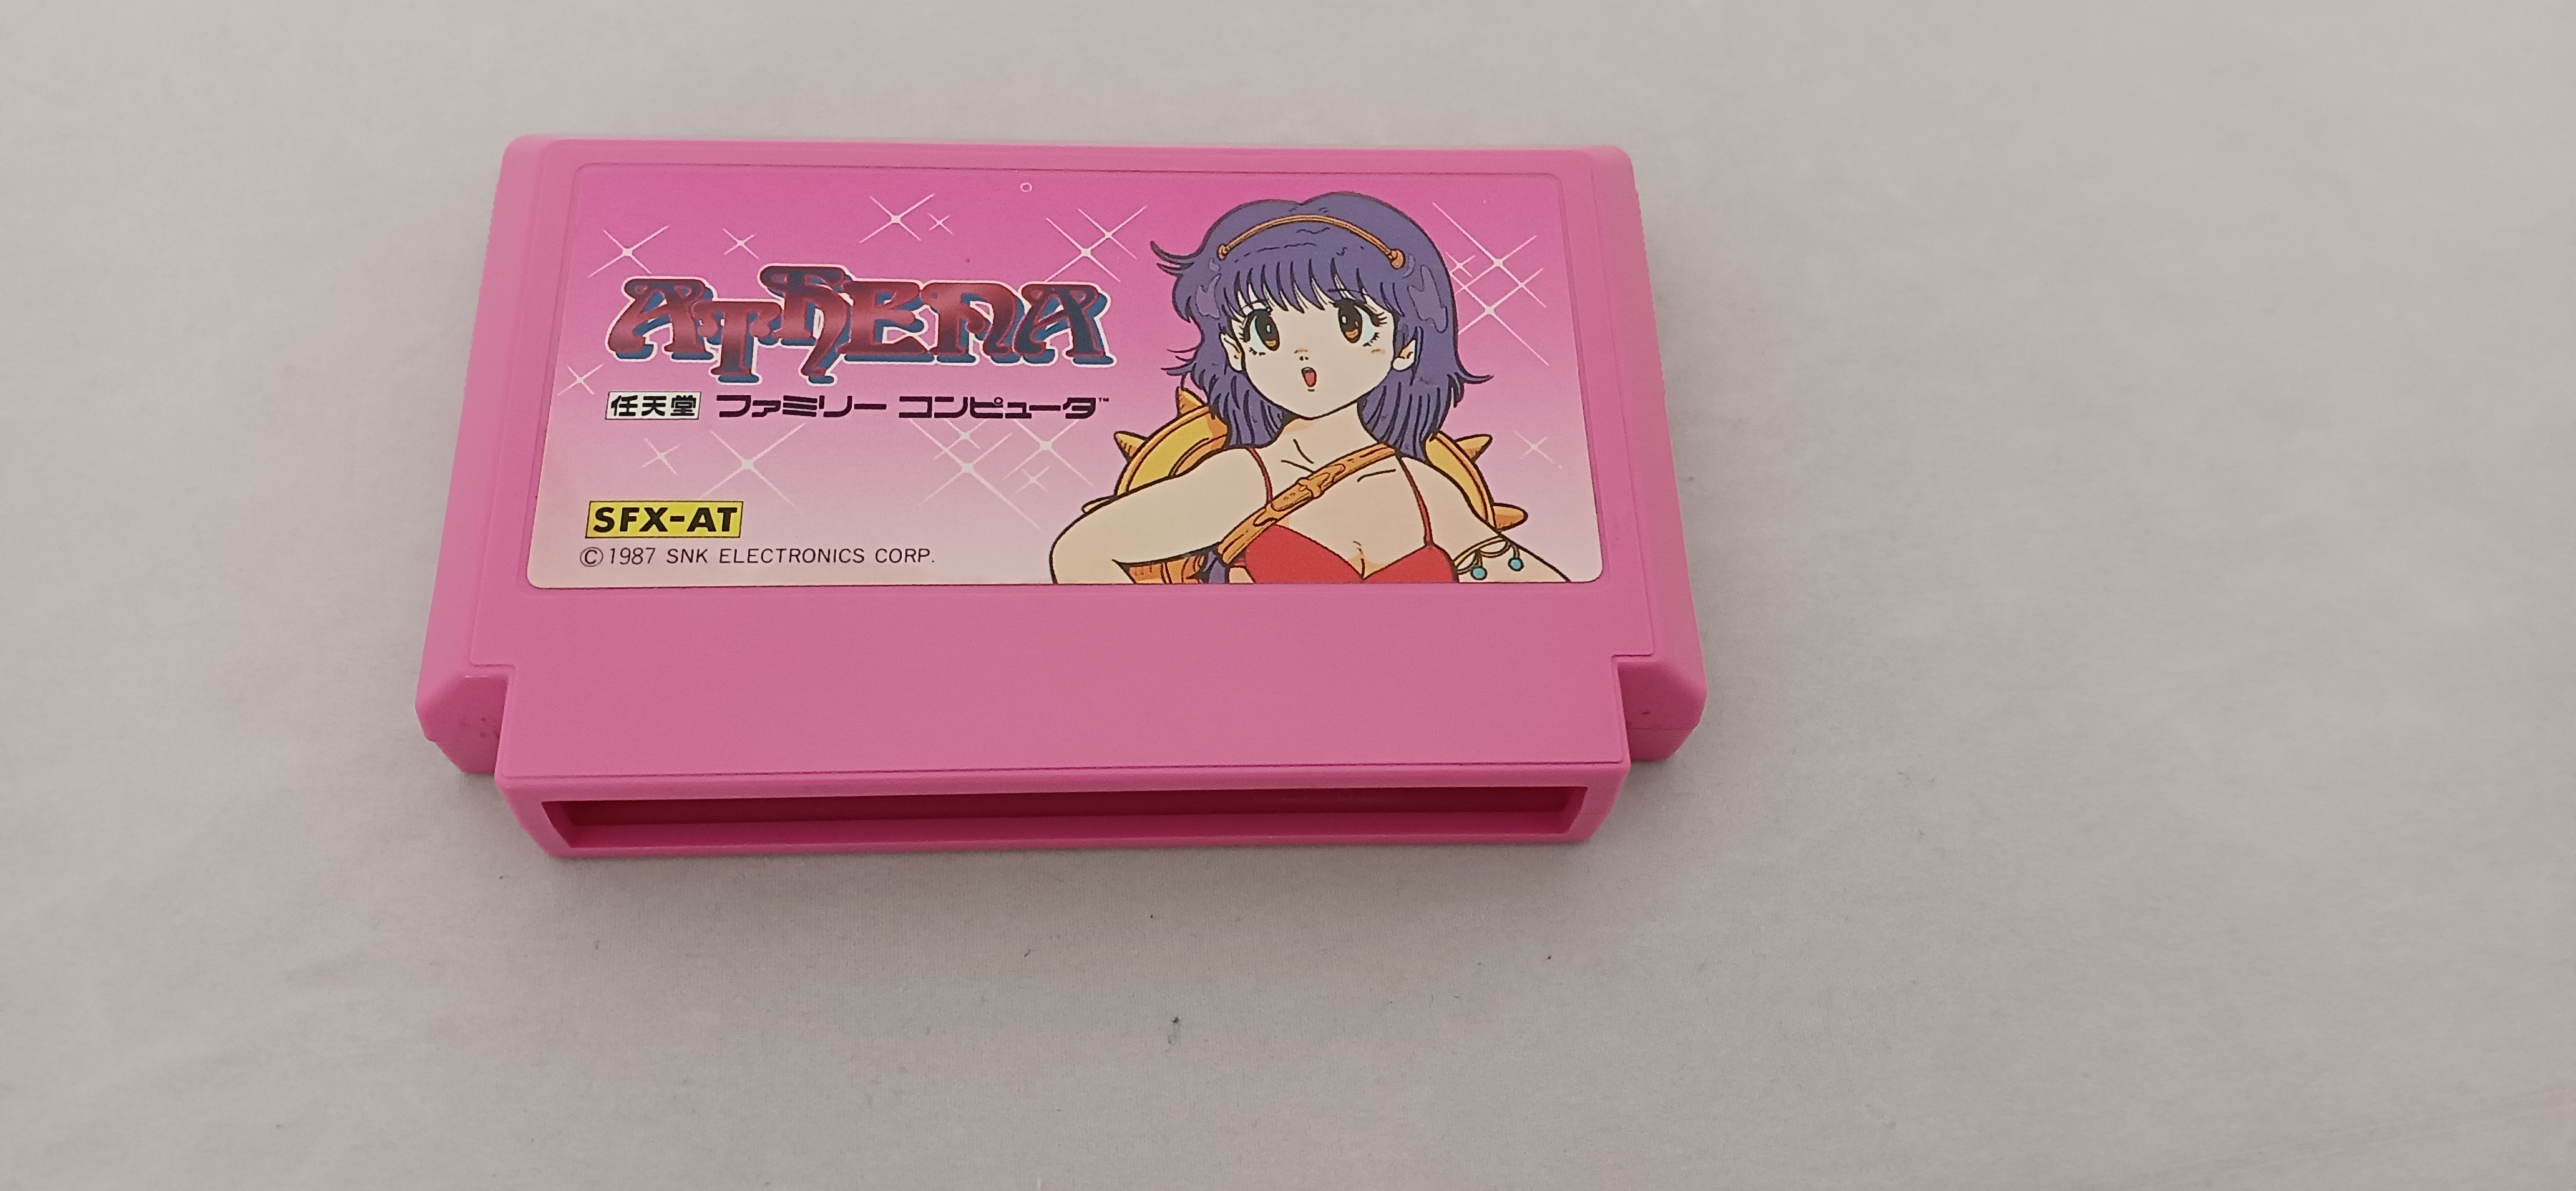 ATHENA
任天堂 ファミリー コンピュータ™
SFX-AT
©1987 SNK ELECTRONICS CORP.